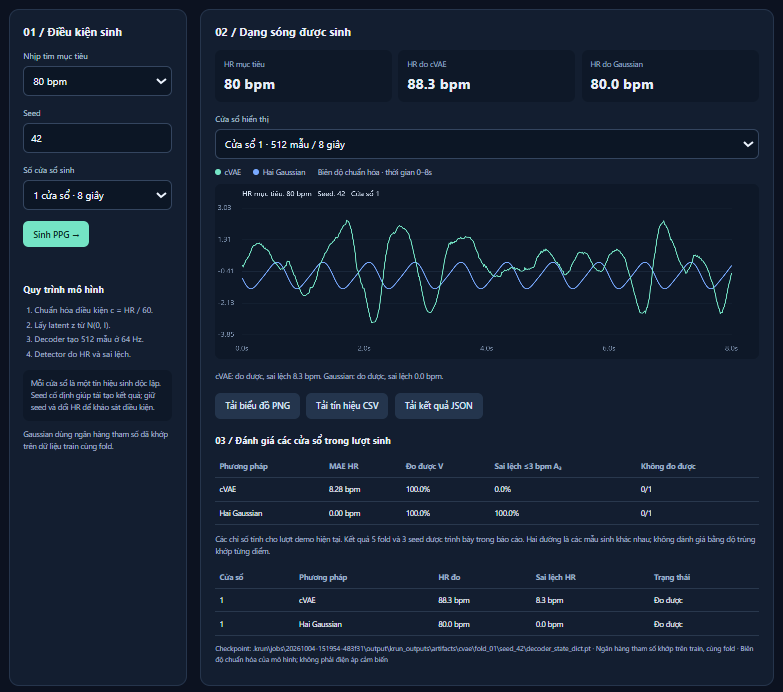 01 / Điều kiện sinh
Nhịp tim mục tiêu
80 bpm
Seed
42
Số cửa sổ sinh
1 cửa sổ · 8 giây
Sinh PPG →
Quy trình mô hình
1. Chuẩn hóa điều kiện c = HR / 60.
2. Lấy latent z từ N(0, I).
3. Decoder tạo 512 mẫu ở 64 Hz.
4. Detector đo HR và sai lệch.
Mỗi cửa sổ là một tín hiệu sinh độc lập.
Seed cố định giúp tái tạo kết quả; giữ
seed và đổi HR để khảo sát điều kiện.
Gaussian dùng ngân hàng tham số đã khớp
trên dữ liệu train cùng fold.
02 / Dạng sóng được sinh
HR mục tiêu
80 bpm
HR đo cVAE
88.3 bpm
HR đo Gaussian
80.0 bpm
Cửa sổ hiển thị
Cửa sổ 1 · 512 mẫu / 8 giây
cVAE Hai Gaussian Biên độ chuẩn hóa · thời gian 0–8s
HR mục tiêu: 80 bpm Seed: 42 Cửa sổ 1
3.03
1.31
-0.41
-2.13
-3.85
0.0s 2.0s 4.0s 6.0s 8.0s
cVAE: đo được, sai lệch 8.3 bpm. Gaussian: đo được, sai lệch 0.0 bpm.
Tải biểu đồ PNG Tải tín hiệu CSV Tải kết quả JSON
03 / Đánh giá các cửa sổ trong lượt sinh
Phương pháp MAE HR Đo được V Sai lệch ≤3 bpm A₃ Không đo được
cVAE 8.28 bpm 100.0% 0.0% 0/1
Hai Gaussian 0.00 bpm 100.0% 100.0% 0/1
Các chỉ số tính cho lượt demo hiện tại. Kết quả 5 fold và 3 seed được trình bày trong báo cáo. Hai đường là các mẫu sinh khác nhau; không đánh giá bằng độ trùng
khớp từng điểm.
Cửa sổ Phương pháp HR đo Sai lệch HR Trạng thái
1 cVAE 88.3 bpm 8.3 bpm Đo được
1 Hai Gaussian 80.0 bpm 0.0 bpm Đo được
Checkpoint: .krun\jobs\20261004-151954-483f31\output\krun_outputs\artifacts\cvae\fold_01\seed_42\decoder_state_dict.pt · Ngân hàng tham số khớp trên train, cùng fold · Biên
độ chuẩn hóa của mô hình; không phải điện áp cảm biến